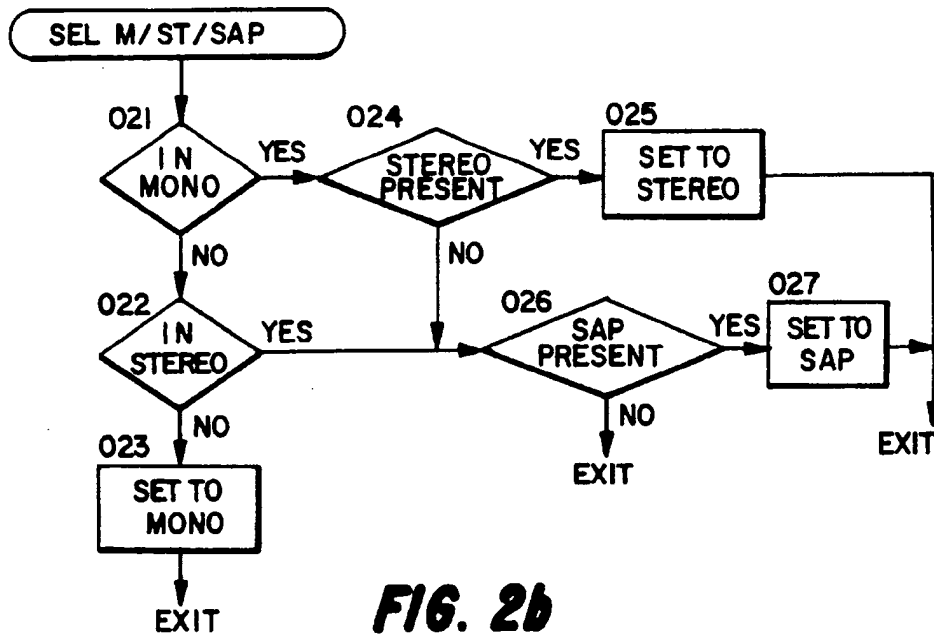 SEL M/ST/SAP
021
IN
MONO
YES
NO
024
STEREO
PRESENT
YES
NO
025
SET TO
STEREO
022
IN
STEREO
YES
NO
026
SAP
PRESENT
YES
NO
EXIT
027
SET TO
SAP
EXIT
023
SET TO
MONO
EXIT
FIG. 2b